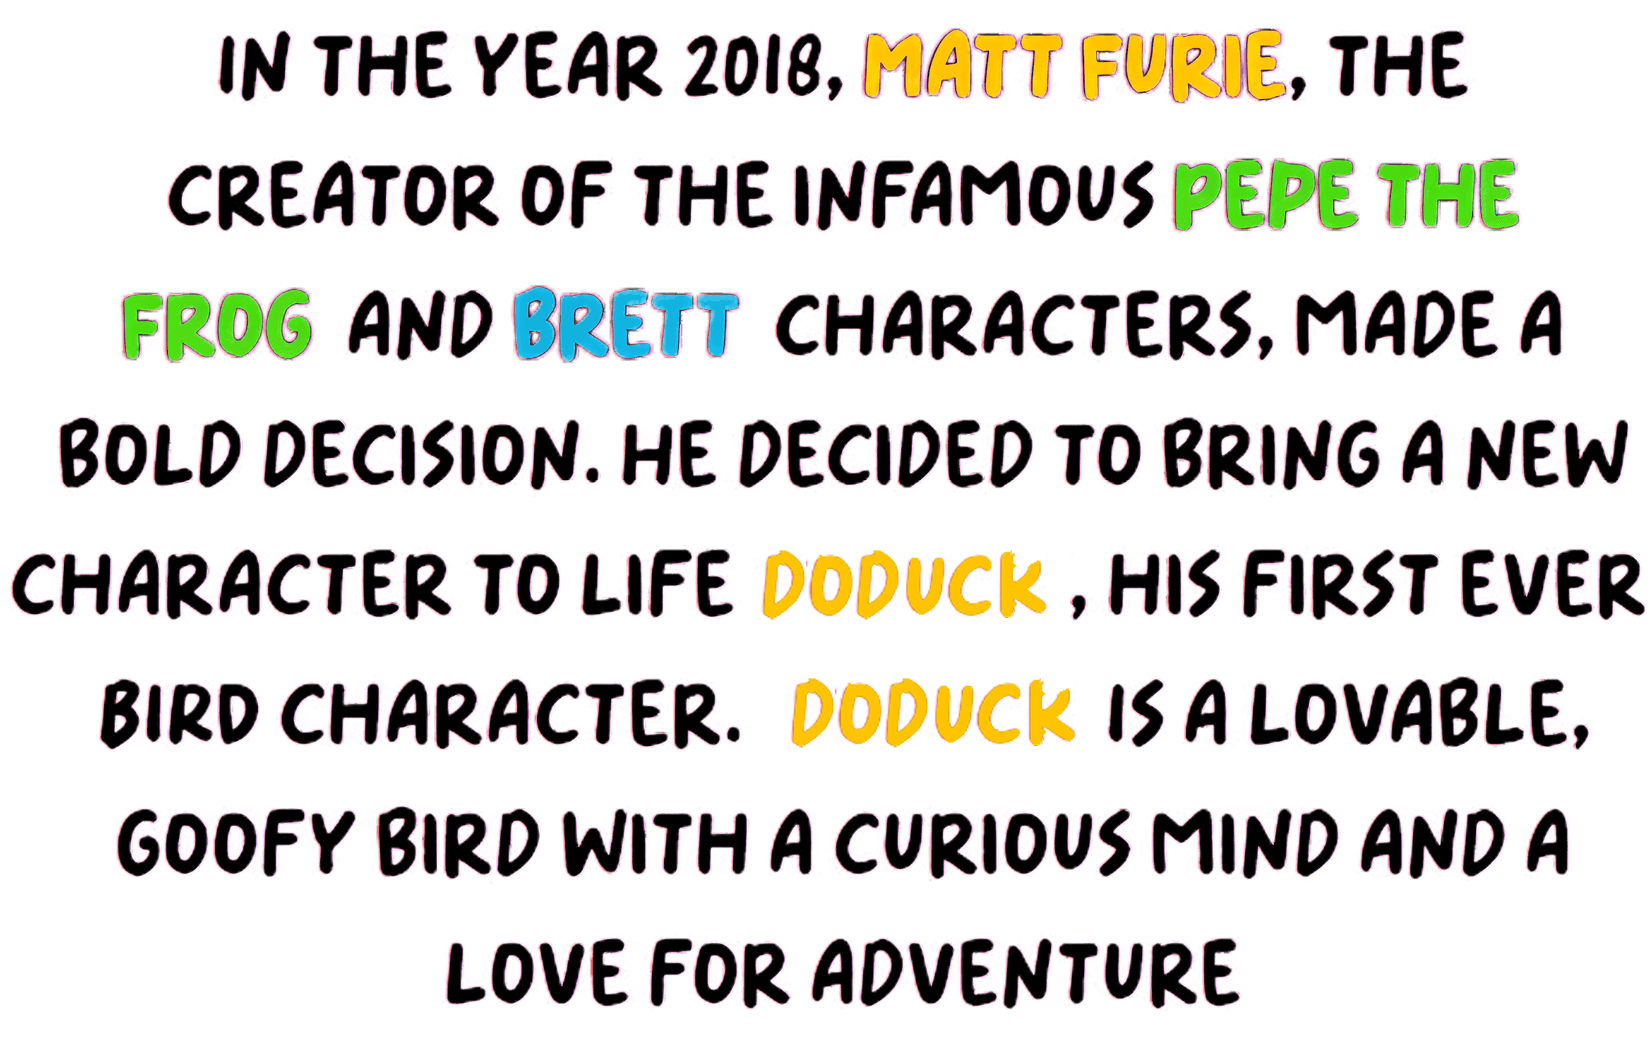 IN THE YEAR 2018, MATT FURIE, THE
CREATOR OF THE INFAMOUS PEPE THE
FROG AND BRETT CHARACTERS, MADE A
BOLD DECISION. HE DECIDED TO BRING A NEW
CHARACTER TO LIFE DODUCK , HIS FIRST EVER
BIRD CHARACTER. DODUCK IS A LOVABLE,
GOOFY BIRD WITH A CURIOUS MIND AND A
LOVE FOR ADVENTURE